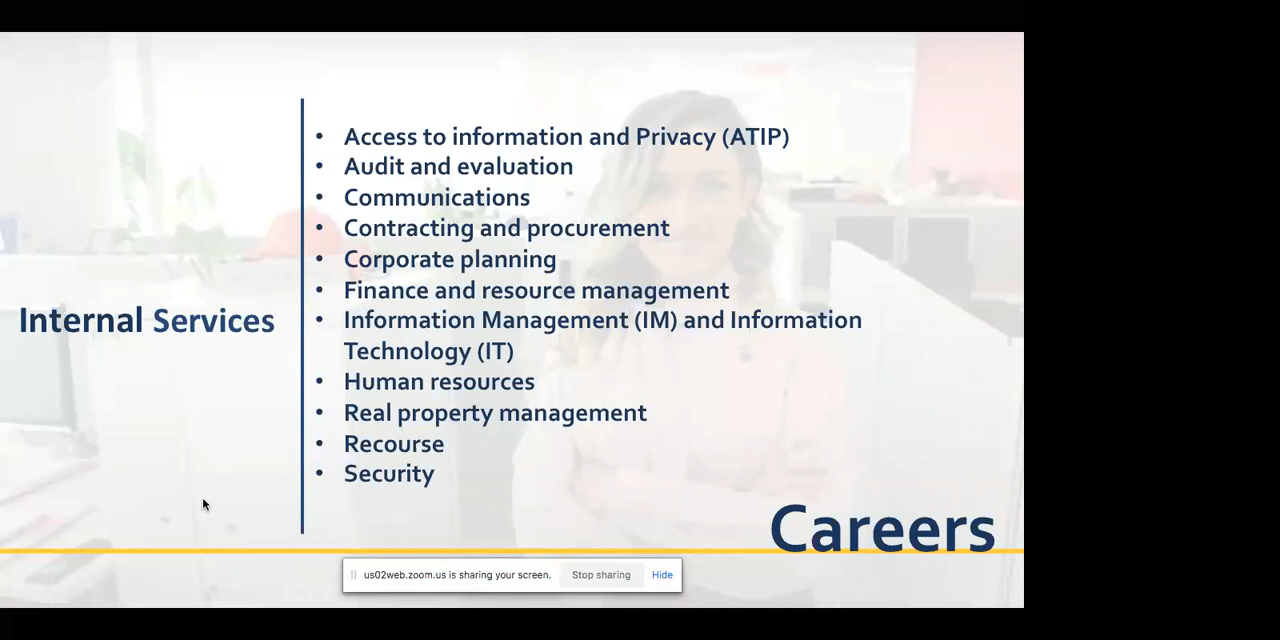 Internal Services
• Access to information and Privacy (ATIP)
• Audit and evaluation
• Communications
• Contracting and procurement
• Corporate planning
• Finance and resource management
• Information Management (IM) and Information
Technology (IT)
• Human resources
• Real property management
• Recourse
• Security
Careers
us02web.zoom.us is sharing your screen.
Stop sharing
Hide